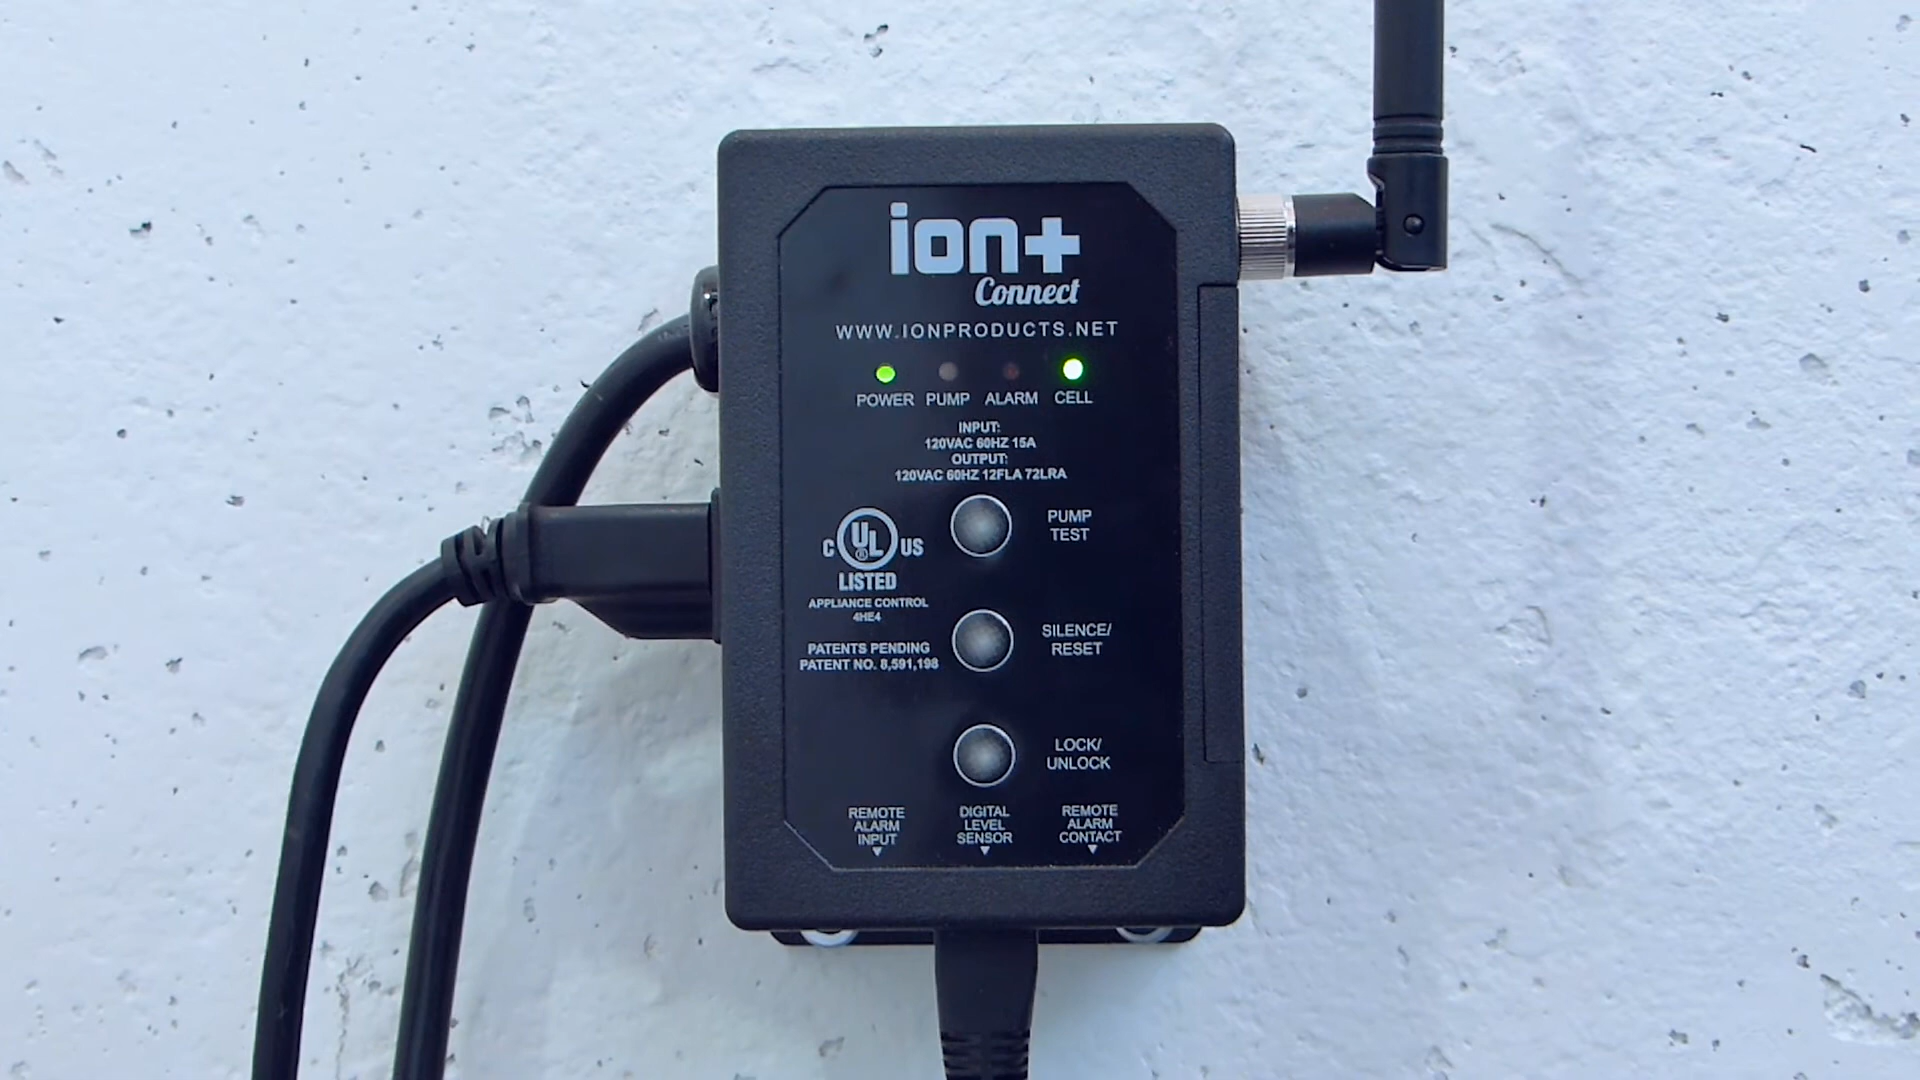 ion+
Connect
WWW.IONPRODUCTS.NET
POWER PUMP ALARM CELL
INPUT:
120VAC 60HZ 15A
OUTPUT:
120VAC 60HZ 12FLA 72LRA
PUMP
TEST
C UL ® US
LISTED
APPLIANCE CONTROL
4HE4
SILENCE/
RESET
PATENTS PENDING
PATENT NO. 8,591,198
LOCK/
UNLOCK
REMOTE
ALARM
INPUT
DIGITAL
LEVEL
SENSOR
REMOTE
ALARM
CONTACT